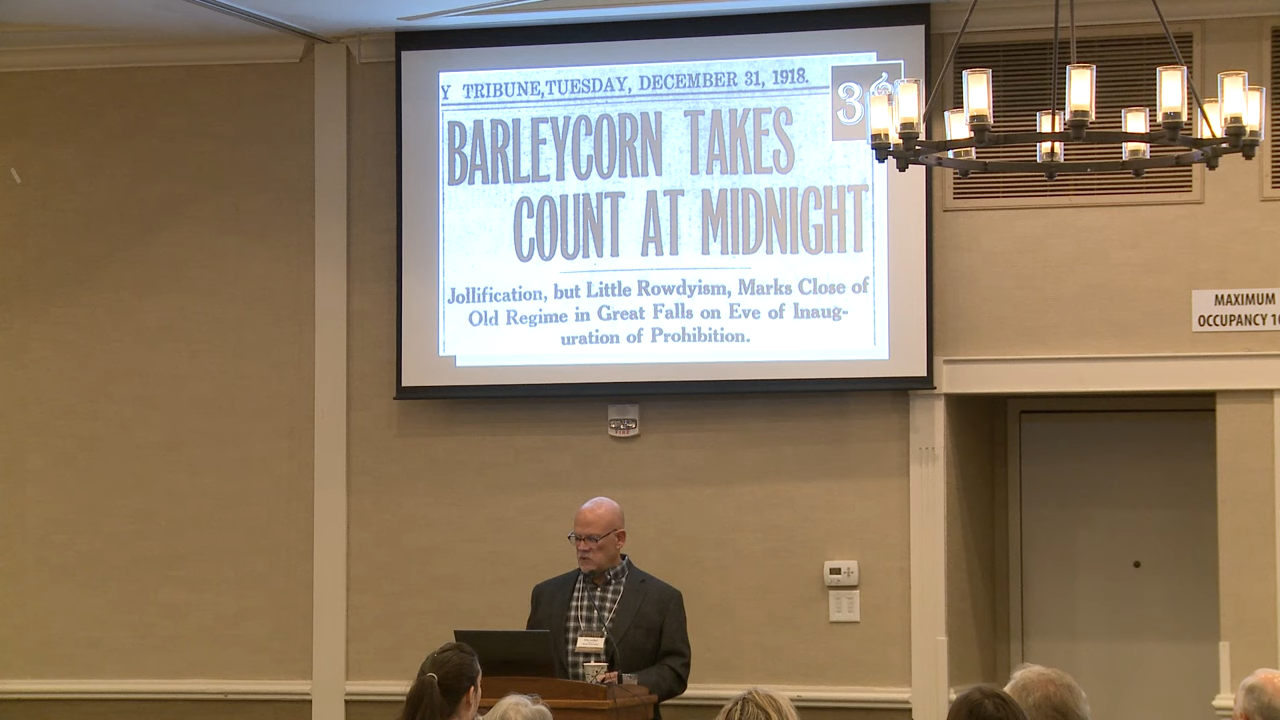 Y TRIBUNE, TUESDAY, DECEMBER 31, 1918.
3
BARLEYCORN TAKES
COUNT AT MIDNIGHT
Jollification, but Little Rowdyism, Marks Close of
Old Regime in Great Falls on Eve of Inaug-
uration of Prohibition.
MAXIMUM
OCCUPANCY